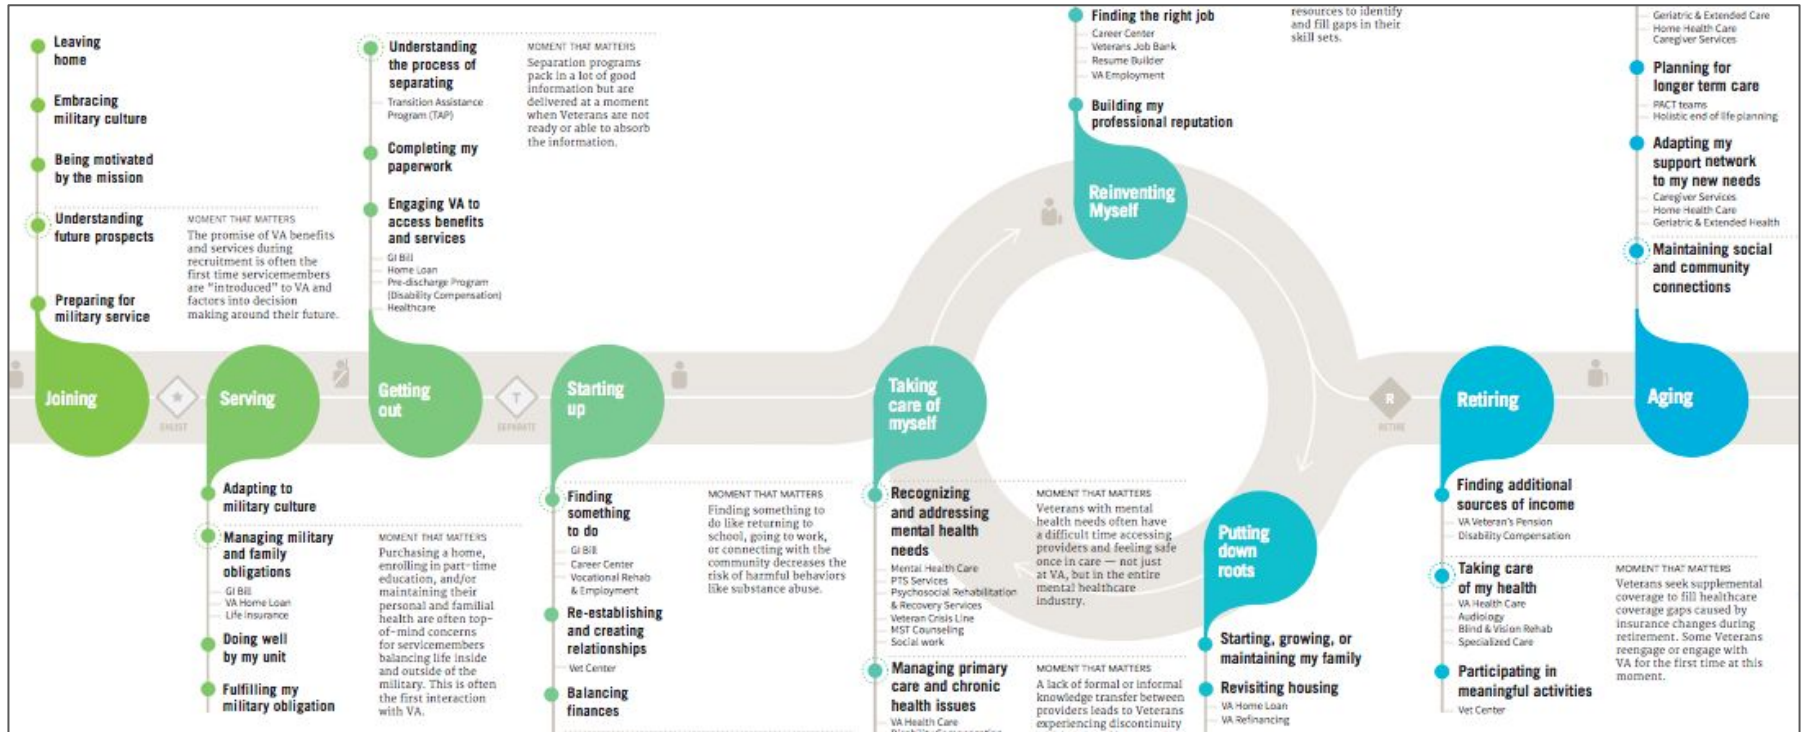 Leaving
home
Embracing
military culture
Being motivated
by the mission
Understanding
future prospects
MOMENT THAT MATTERS
The promise of VA benefits
and services during
recruitment is often the
first time servicemembers
are "introduced" to VA and
factors into decision
making around their future.
Preparing for
military service
Joining
ENLIST
Serving
Adapting to
military culture
Managing military
and family
obligations
GI Bill
VA Home Loan
Life Insurance
MOMENT THAT MATTERS
Purchasing a home,
enrolling in part-time
education, and/or
maintaining their
personal and familial
health are often top-
of-mind concerns
for servicemembers
balancing life inside
and outside of the
military. This is often
the first interaction
with VA.
Doing well
by my unit
Fulfilling my
military obligation
Understanding
the process of
separating
Transition Assistance
Program (TAP)
MOMENT THAT MATTERS
Separation programs
pack in a lot of good
information but are
delivered at a moment
when Veterans are not
ready or able to absorb
the information.
Completing my
paperwork
Engaging VA to
access benefits
and services
GI Bill
Home Loan
Pre-discharge Program
(Disability Compensation)
Healthcare
Getting
out
T
SEPARATE
Starting
up
Finding
something
to do
GI Bill
Career Center
Vocational Rehab
& Employment
MOMENT THAT MATTERS
Finding something to
do like returning to
school, going to work,
or connecting with the
community decreases the
risk of harmful behaviors
like substance abuse.
Re-establishing
and creating
relationships
Vet Center
Balancing
finances
Taking
care of
myself
Recognizing
and addressing
mental health
needs
Mental Health Care
PTS Services
Psychosocial Rehabilitation
& Recovery Services
Veteran Crisis Line
MST Counseling
Social work
MOMENT THAT MATTERS
Veterans with mental
health needs often have
a difficult time accessing
providers and feeling safe
once in care — not just
at VA, but in the entire
mental healthcare
industry.
Managing primary
care and chronic
health issues
VA Health Care
MOMENT THAT MATTERS
A lack of formal or informal
knowledge transfer between
providers leads to Veterans
experiencing discontinuity
Finding the right job
Career Center
Veterans Job Bank
Resume Builder
VA Employment
resources to identify
and fill gaps in their
skill sets.
Building my
professional reputation
Reinventing
Myself
Putting
down
roots
Starting, growing, or
maintaining my family
Revisiting housing
VA Home Loan
VA Refinancing
R
RETIRE
Retiring
Finding additional
sources of income
VA Veteran's Pension
Disability Compensation
Taking care
of my health
VA Health Care
Audiology
Blind & Vision Rehab
Specialized Care
MOMENT THAT MATTERS
Veterans seek supplemental
coverage to fill healthcare
coverage gaps caused by
insurance changes during
retirement. Some Veterans
reengage or engage with
VA for the first time at this
moment.
Participating in
meaningful activities
Vet Center
Geriatric & Extended Care
Home Health Care
Caregiver Services
Planning for
longer term care
PACT teams
Holistic end of life planning
Adapting my
support network
to my new needs
Caregiver Services
Home Health Care
Geriatric & Extended Health
Maintaining social
and community
connections
Aging